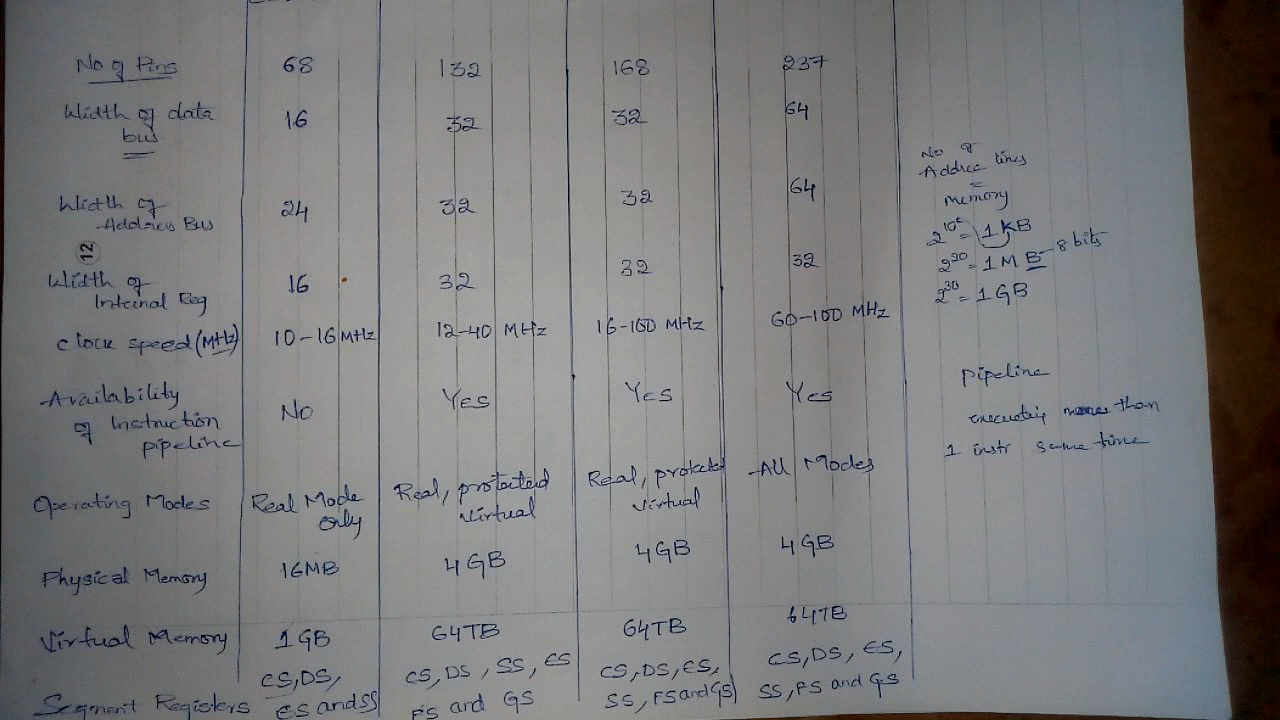 No of Pins 68 132 168 237
Width of data 16 32 32 64
bus
No of
Address lines
=
memory
Width of 24 32 32 64
Address Bus
2^10 = 1KB
12
2^20 = 1MB - 8 bits
Width of 16 32 32 32
Internal Reg
2^30 = 1GB
Clock speed (MHz) 10-16 MHz 12-40 MHz 16-100 MHz 60-100 MHz
Availability No Yes Yes Yes
of Instruction
pipeline
Pipeline
executing more than
1 instr same time
Operating Modes Real Mode Real, protected Real, protected All Modes
only virtual virtual
Physical Memory 16MB 4GB 4GB 4GB
Virtual Memory 1GB 64TB 64TB 64TB
Segment Registers CS, DS, CS, DS, SS, ES CS, DS, ES, CS, DS, ES,
ES and SS FS and GS SS, FS and GS SS, FS and GS